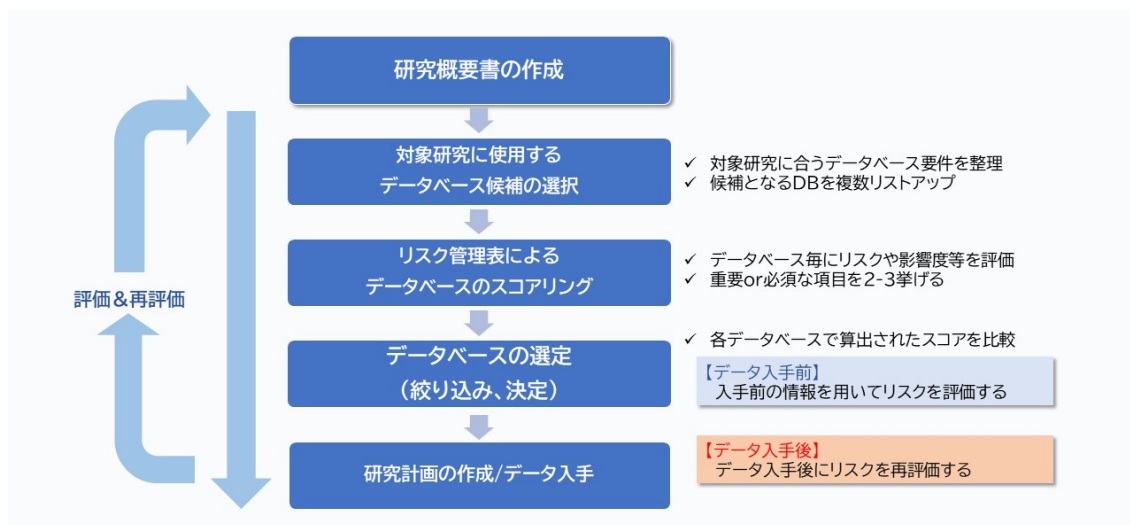 研究概要書の作成
対象研究に使用する
データベース候補の選択
✓ 対象研究に合うデータベース要件を整理
✓ 候補となるDBを複数リストアップ
リスク管理表による
データベースのスコアリング
✓ データベース毎にリスクや影響度等を評価
✓ 重要or必須な項目を2-3挙げる
評価&再評価
データベースの選定
(絞り込み、決定)
✓ 各データベースで算出されたスコアを比較
【データ入手前】
入手前の情報を用いてリスクを評価する
研究計画の作成/データ入手
【データ入手後】
データ入手後にリスクを再評価する